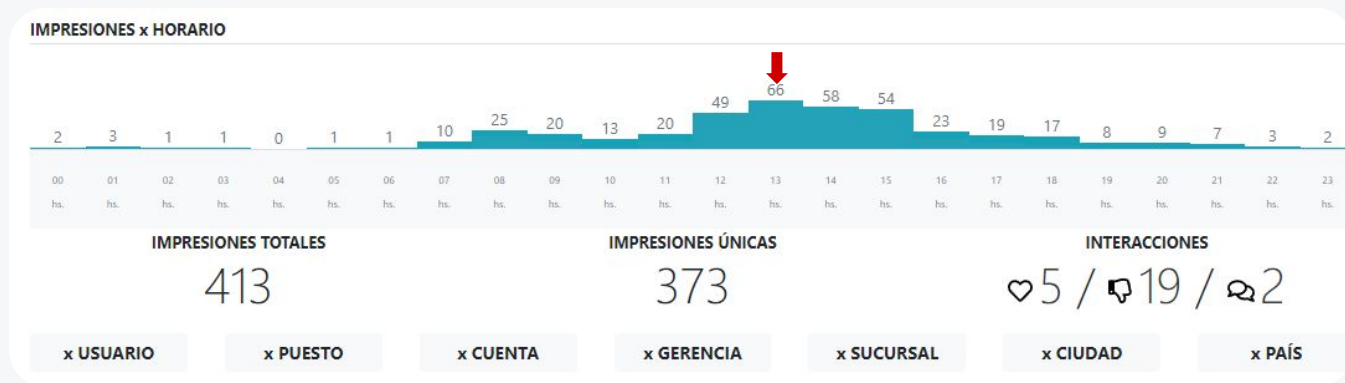 IMPRESIONES x HORARIO
2 3 1 1 0 1 1 10 25 20 13 20 49 66 58 54 23 19 17 8 9 7 3 2
00 01 02 03 04 05 06 07 08 09 10 11 12 13 14 15 16 17 18 19 20 21 22 23
hs. hs. hs. hs. hs. hs. hs. hs. hs. hs. hs. hs. hs. hs. hs. hs. hs. hs. hs. hs. hs. hs. hs. hs.
IMPRESIONES TOTALES IMPRESIONES ÚNICAS INTERACCIONES
413 373 5 / 19 / 2
x USUARIO x PUESTO x CUENTA x GERENCIA x SUCURSAL x CIUDAD x PAÍS